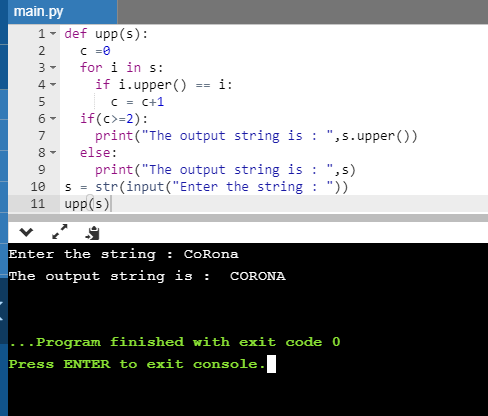 main.py
1 def upp(s):
2 c =0
3 for i in s:
4 if i.upper() == i:
5 c = c+1
6 if(c>=2):
7 print("The output string is : ",s.upper())
8 else:
9 print("The output string is : ",s)
10 s = str(input("Enter the string : "))
11 upp(s)
Enter the string : CoRona
The output string is :  CORONA
...Program finished with exit code 0
Press ENTER to exit console.